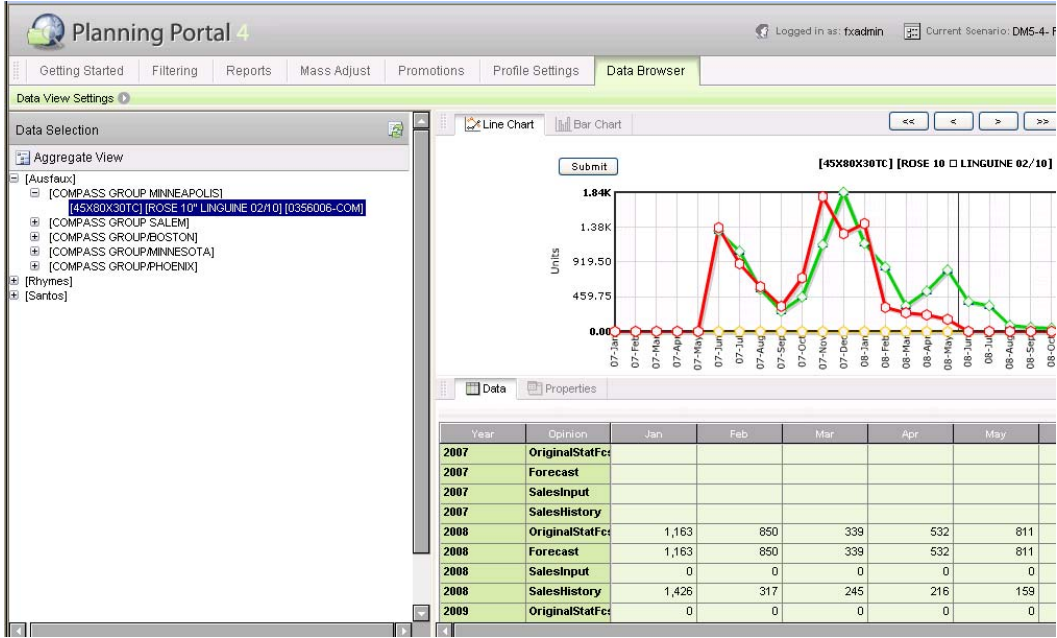 Planning Portal 4
Logged in as: fxadmin
Current Scenario: DM5-4- F
Getting Started Filtering Reports Mass Adjust Promotions Profile Settings Data Browser
Data View Settings
Data Selection
Aggregate View
[Ausfaux]
[COMPASS GROUP MINNEAPOLIS]
[45X80X30TC] [ROSE 10" LINGUINE 02/10] [0356006-COM]
[COMPASS GROUP SALEM]
[COMPASS GROUP/BOSTON]
[COMPASS GROUP/MINNESOTA]
[COMPASS GROUP/PHOENIX]
[Rhymes]
[Santos]
Line Chart Bar Chart
<< < > >>
Submit
[45X80X30TC] [ROSE 10 □ LINGUINE 02/10]
1.84K
1.38K
919.50
459.75
0.00
Units
07-Jan 07-Feb 07-Mar 07-Apr 07-May 07-Jun 07-Jul 07-Aug 07-Sep 07-Oct 07-Nov 07-Dec 08-Jan 08-Feb 08-Mar 08-Apr 08-May 08-Jun 08-Jul 08-Aug 08-Sep 08-Oct
Data Properties
Year Opinion Jan Feb Mar Apr May
2007 OriginalStatFcs
2007 Forecast
2007 SalesInput
2007 SalesHistory
2008 OriginalStatFcs 1,163 850 339 532 811
2008 Forecast 1,163 850 339 532 811
2008 SalesInput 0 0 0 0 0
2008 SalesHistory 1,426 317 245 216 159
2009 OriginalStatFcs 0 0 0 0 0